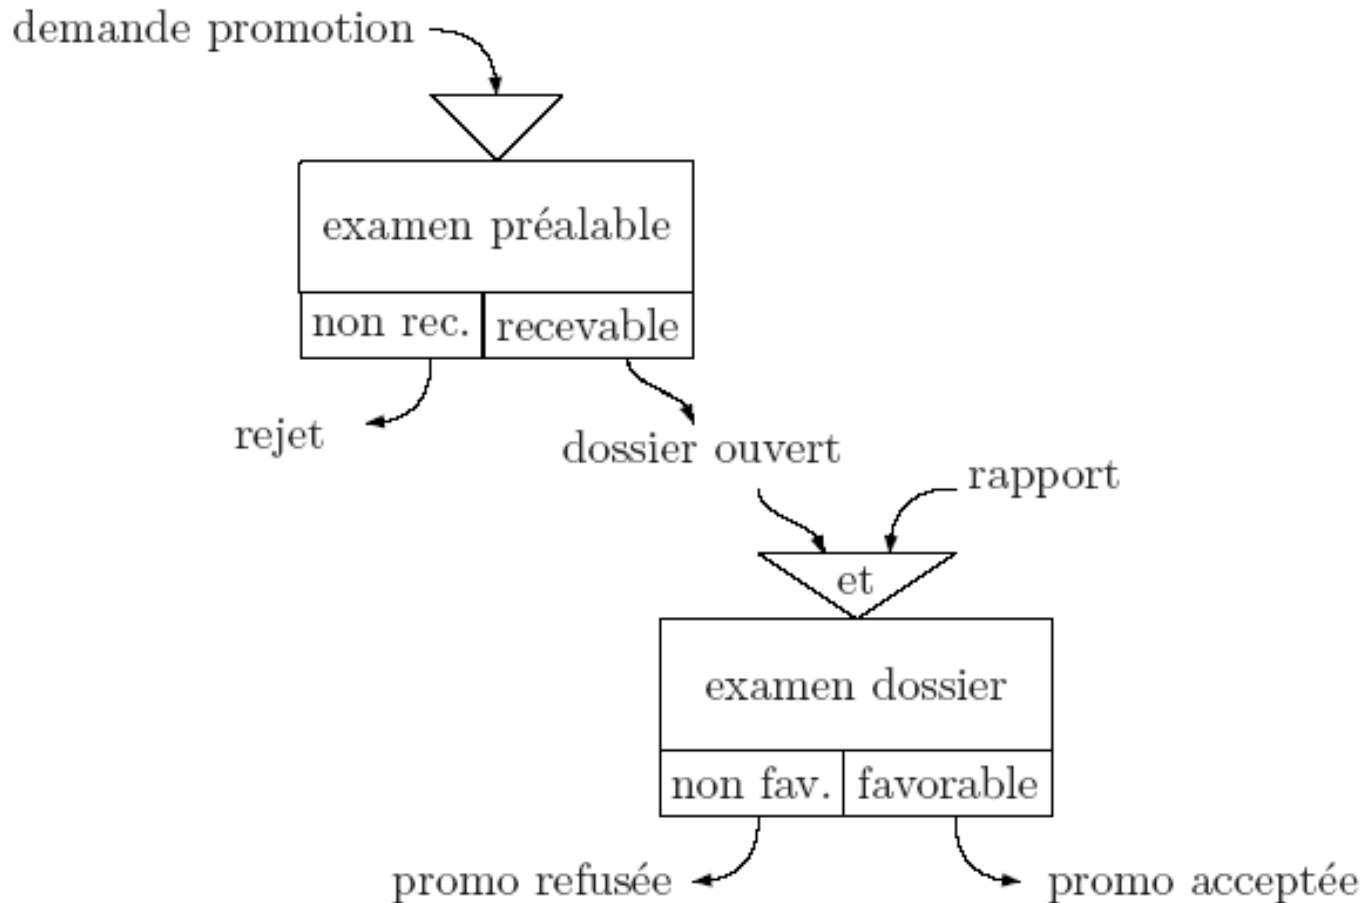 demande promotion
examen préalable
non rec.
recevable
rejet
dossier ouvert
rapport
et
examen dossier
non fav.
favorable
promo refusée
promo acceptée